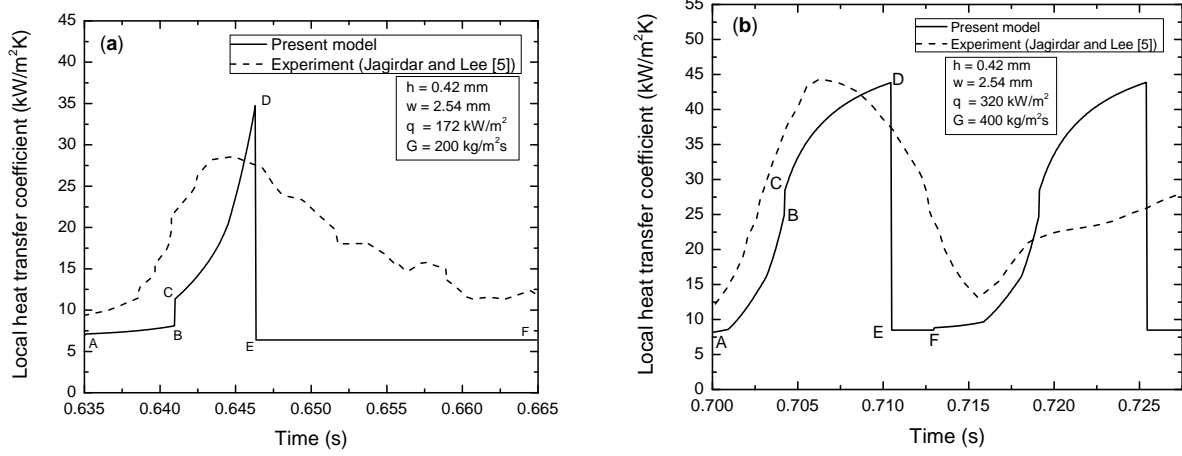 (a)
Present model
Experiment (Jagirdar and Lee [5])
h = 0.42 mm
w = 2.54 mm
q = 172 kW/m²
G = 200 kg/m²s
Local heat transfer coefficient (kW/m²K)
45
40
35
30
25
20
15
10
5
0
A
B
C
D
E
F
0.635 0.640 0.645 0.650 0.655 0.660 0.665
Time (s)
(b)
Present model
Experiment (Jagirdar and Lee [5])
h = 0.42 mm
w = 2.54 mm
q = 320 kW/m²
G = 400 kg/m²s
Local heat transfer coefficient (kW/m²K)
55
50
45
40
35
30
25
20
15
10
5
0
A
B
C
D
E
F
0.700 0.705 0.710 0.715 0.720 0.725
Time (s)